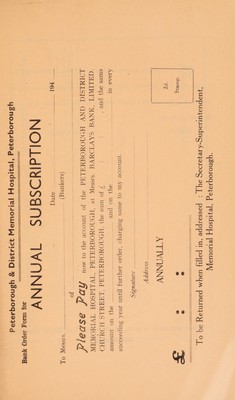 Peterborough & District Memorial Hospital, Peterborough
Bank Order Form for
ANNUAL SUBSCRIPTION
Date 194
To Messrs. (Bankers)
of
Please Pay now to the account of the PETERBOROUGH AND DISTRICT
MEMORIAL HOSPITAL, PETERBOROUGH, at Messrs. BARCLAYS BANK, LIMITED,
CHURCH STREET, PETERBOROUGH, the sum of £ : : , and the same
amount on the and on the in every
succeeding year until further order, charging same to my account.
Signature
Address
2d.
Stamp.
ANNUALLY
£ : :
To be Returned when filled in, addressed : The Secretary-Superintendent,
Memorial Hospital, Peterborough.